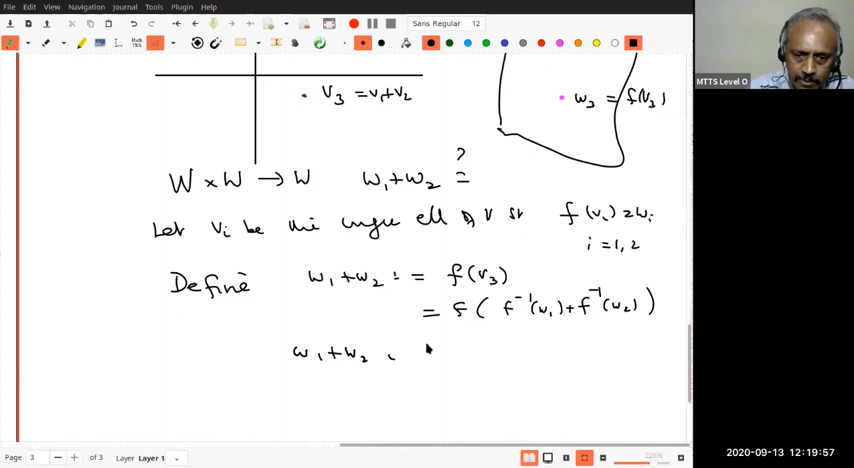 File Edit View Navigation Journal Tools Plugin Help
Sans Regular 12
V3 = v1+v2
w3 = f(V3)
W × W → W w1+w2 =?
Let vi be the unique ell of V st f(vi) = wi
i = 1, 2
Define w1+w2 := f(v3)
= f( f^-1(w1) + f^-1(w2) )
w1+w2
MTTS Level O
Page 3 of 3 Layer Layer 1
226%
2020-09-13 12:19:57